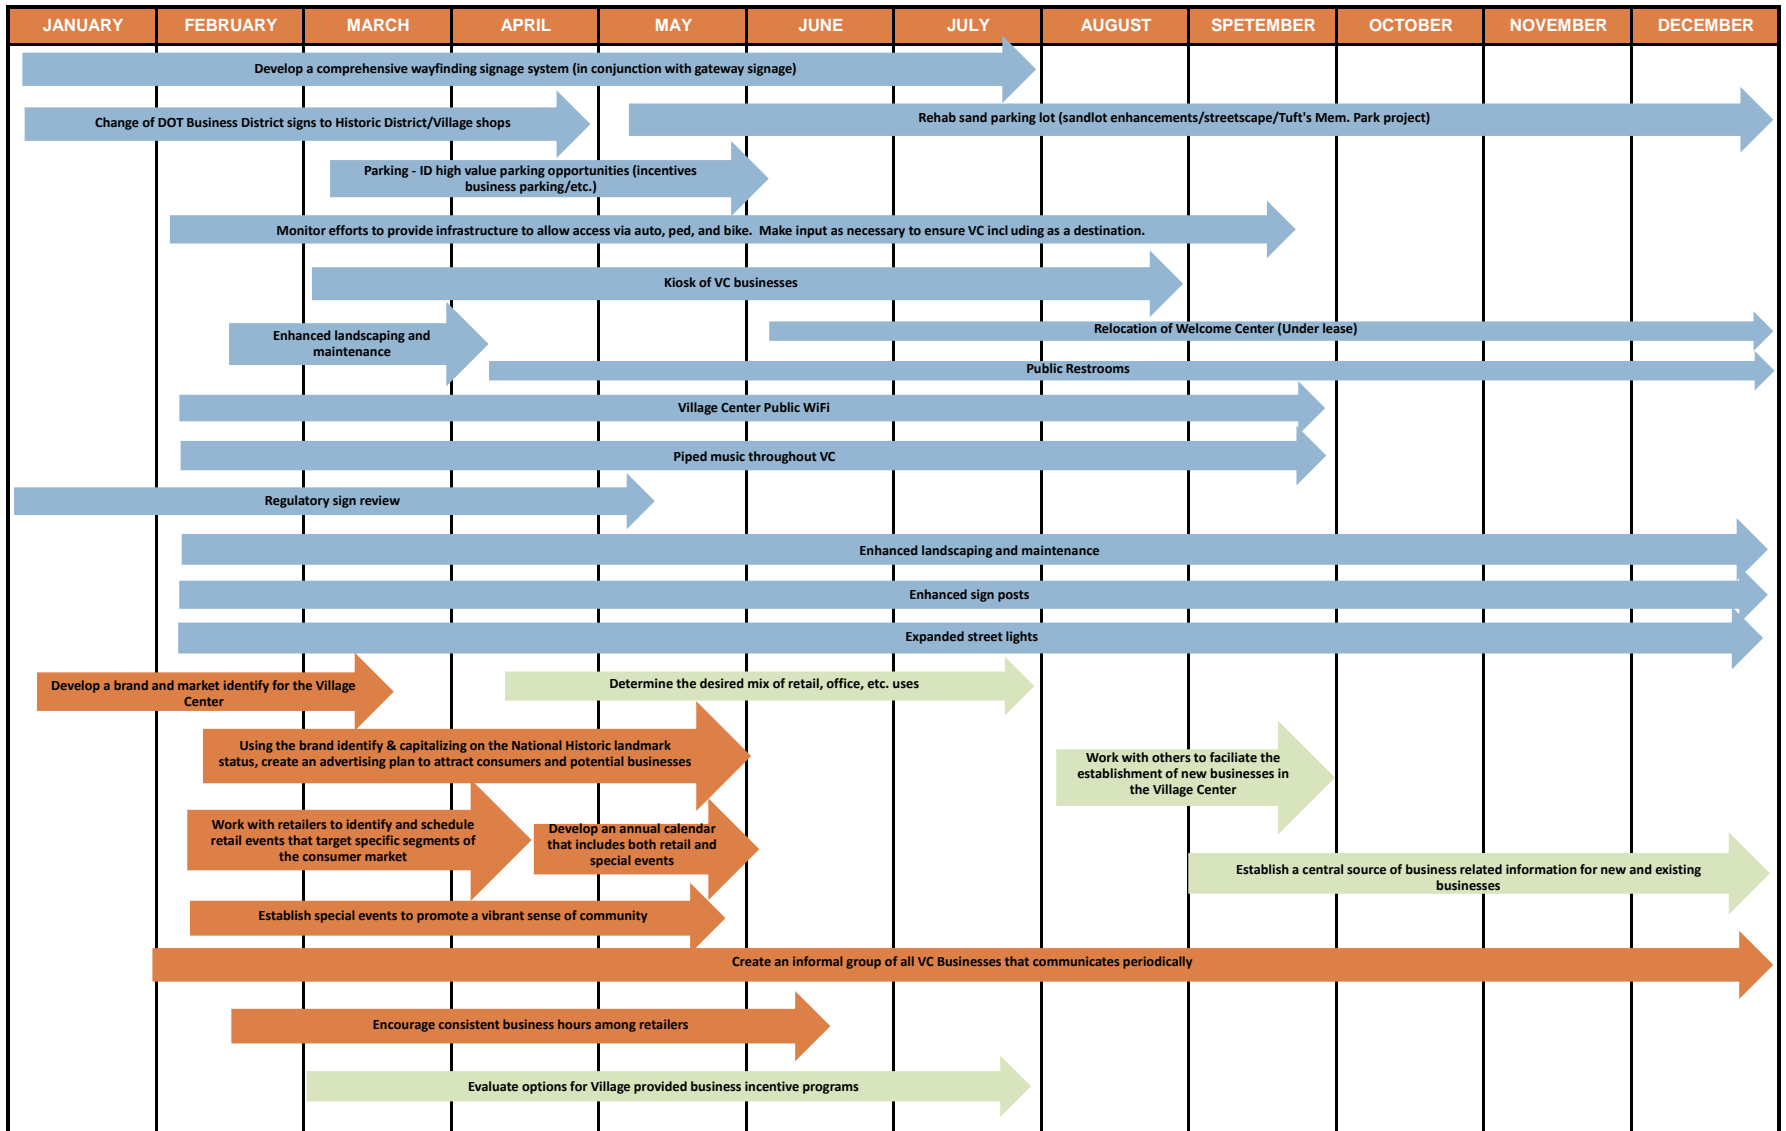 JANUARY FEBRUARY MARCH APRIL MAY JUNE JULY AUGUST SPETEMBER OCTOBER NOVEMBER DECEMBER
Develop a comprehensive wayfinding signage system (in conjunction with gateway signage)
Change of DOT Business District signs to Historic District/Village shops
Rehab sand parking lot (sandlot enhancements/streetscape/Tuft's Mem. Park project)
Parking - ID high value parking opportunities (incentives
business parking/etc.)
Monitor efforts to provide infrastructure to allow access via auto, ped, and bike. Make input as necessary to ensure VC incl uding as a destination.
Kiosk of VC businesses
Enhanced landscaping and
maintenance
Relocation of Welcome Center (Under lease)
Public Restrooms
Village Center Public WiFi
Piped music throughout VC
Regulatory sign review
Enhanced landscaping and maintenance
Enhanced sign posts
Expanded street lights
Develop a brand and market identify for the Village
Center
Determine the desired mix of retail, office, etc. uses
Using the brand identify & capitalizing on the National Historic landmark
status, create an advertising plan to attract consumers and potential businesses
Work with others to faciliate the
establishment of new businesses in
the Village Center
Work with retailers to identify and schedule
retail events that target specific segments of
the consumer market
Develop an annual calendar
that includes both retail and
special events
Establish a central source of business related information for new and existing
businesses
Establish special events to promote a vibrant sense of community
Create an informal group of all VC Businesses that communicates periodically
Encourage consistent business hours among retailers
Evaluate options for Village provided business incentive programs